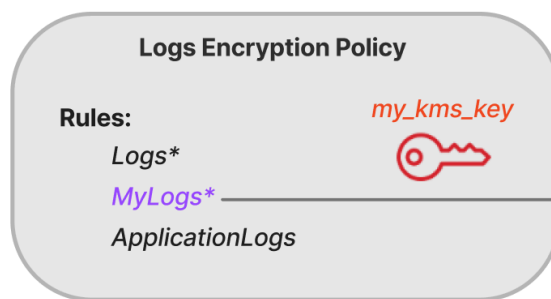 Logs Encryption Policy
my_kms_key
Rules:
Logs*
MyLogs*
ApplicationLogs